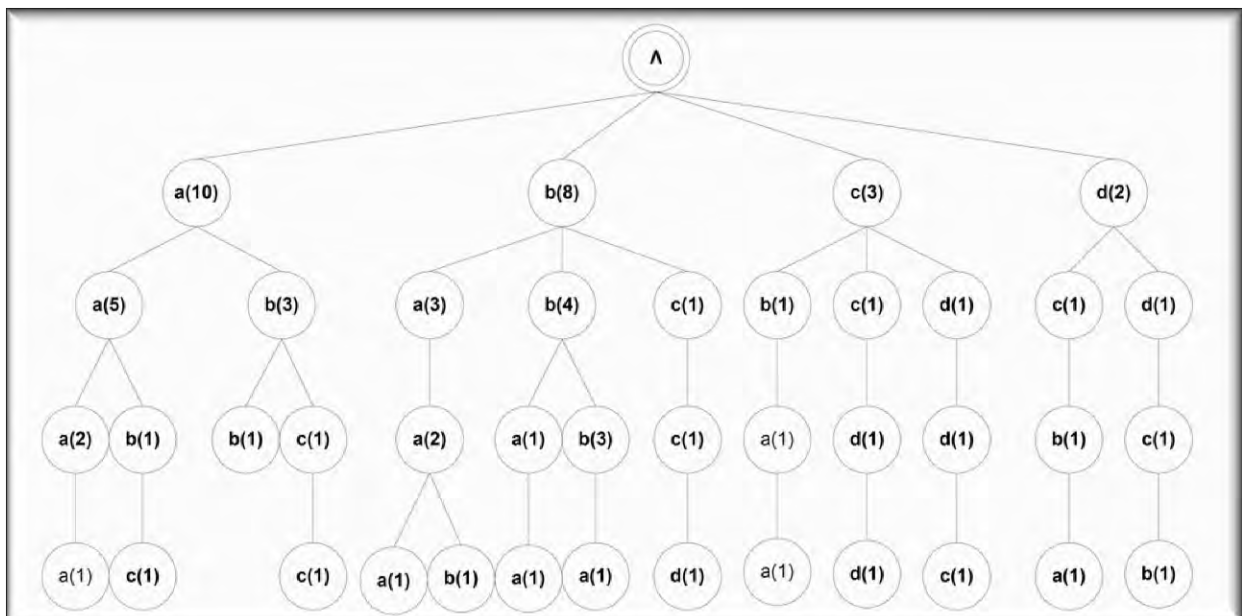 Λ
a(10) b(8) c(3) d(2)
a(5) b(3) a(3) b(4) c(1) b(1) c(1) d(1) c(1) d(1)
a(2) b(1) b(1) c(1) a(2) a(1) b(3) c(1) a(1) d(1) d(1) b(1) c(1)
a(1) c(1) c(1) a(1) b(1) a(1) a(1) d(1) a(1) d(1) c(1) a(1) b(1)